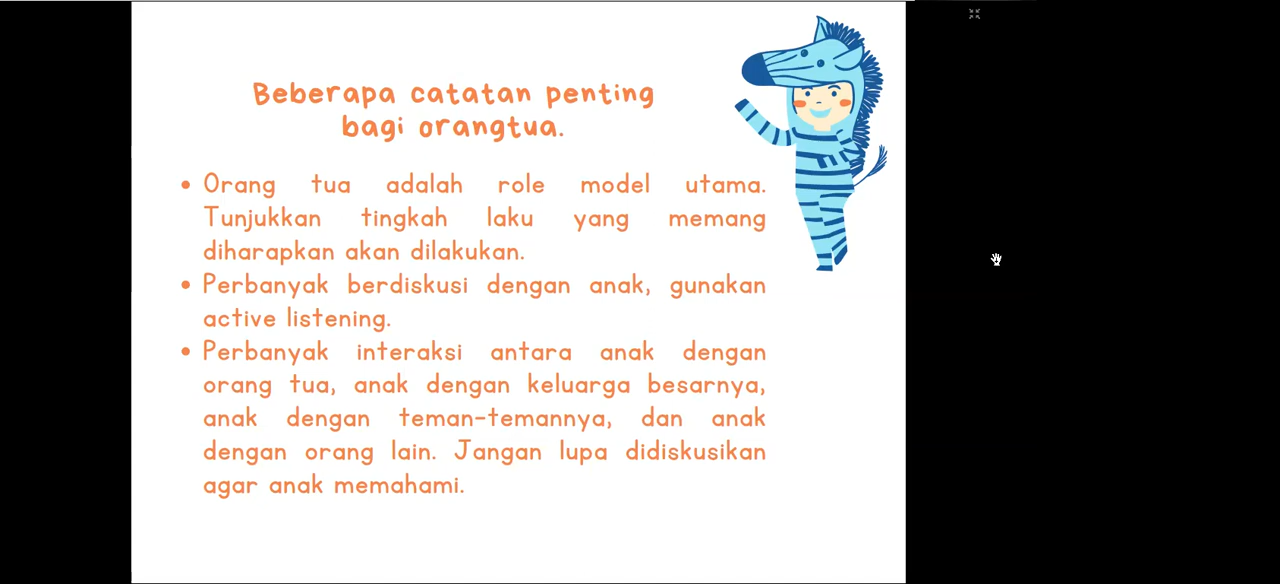 Beberapa catatan penting
bagi orangtua.
• Orang tua adalah role model utama.
Tunjukkan tingkah laku yang memang
diharapkan akan dilakukan.
• Perbanyak berdiskusi dengan anak, gunakan
active listening.
• Perbanyak interaksi antara anak dengan
orang tua, anak dengan keluarga besarnya,
anak dengan teman-temannya, dan anak
dengan orang lain. Jangan lupa didiskusikan
agar anak memahami.